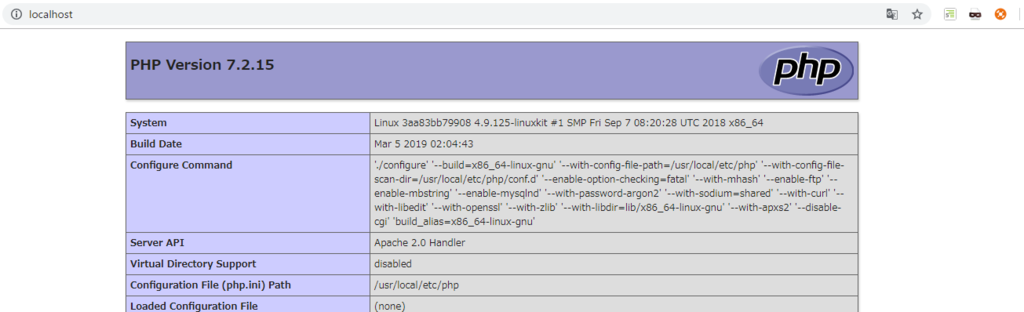 localhost
PHP Version 7.2.15
php
System Linux 3aa83bb79908 4.9.125-linuxkit #1 SMP Fri Sep 7 08:20:28 UTC 2018 x86_64
Build Date Mar 5 2019 02:04:43
Configure Command './configure' '--build=x86_64-linux-gnu' '--with-config-file-path=/usr/local/etc/php' '--with-config-file-
scan-dir=/usr/local/etc/php/conf.d' '--enable-option-checking=fatal' '--with-mhash' '--enable-ftp' '--
enable-mbstring' '--enable-mysqlnd' '--with-password-argon2' '--with-sodium=shared' '--with-curl' '--
with-libedit' '--with-openssl' '--with-zlib' '--with-libdir=lib/x86_64-linux-gnu' '--with-apxs2' '--disable-
cgi' 'build_alias=x86_64-linux-gnu'
Server API Apache 2.0 Handler
Virtual Directory Support disabled
Configuration File (php.ini) Path /usr/local/etc/php
Loaded Configuration File (none)